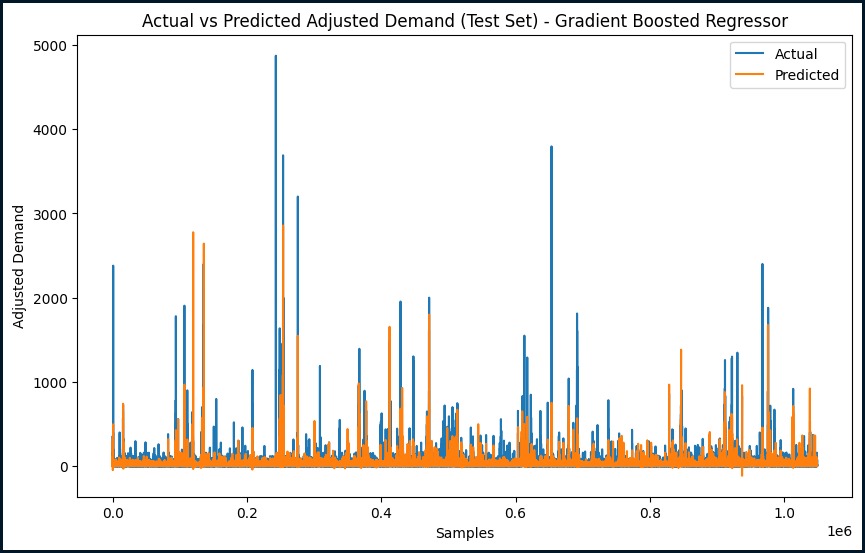 Actual vs Predicted Adjusted Demand (Test Set) - Gradient Boosted Regressor
Actual
Predicted
Adjusted Demand
5000
4000
3000
2000
1000
0
0.0 0.2 0.4 0.6 0.8 1.0
1e6
Samples